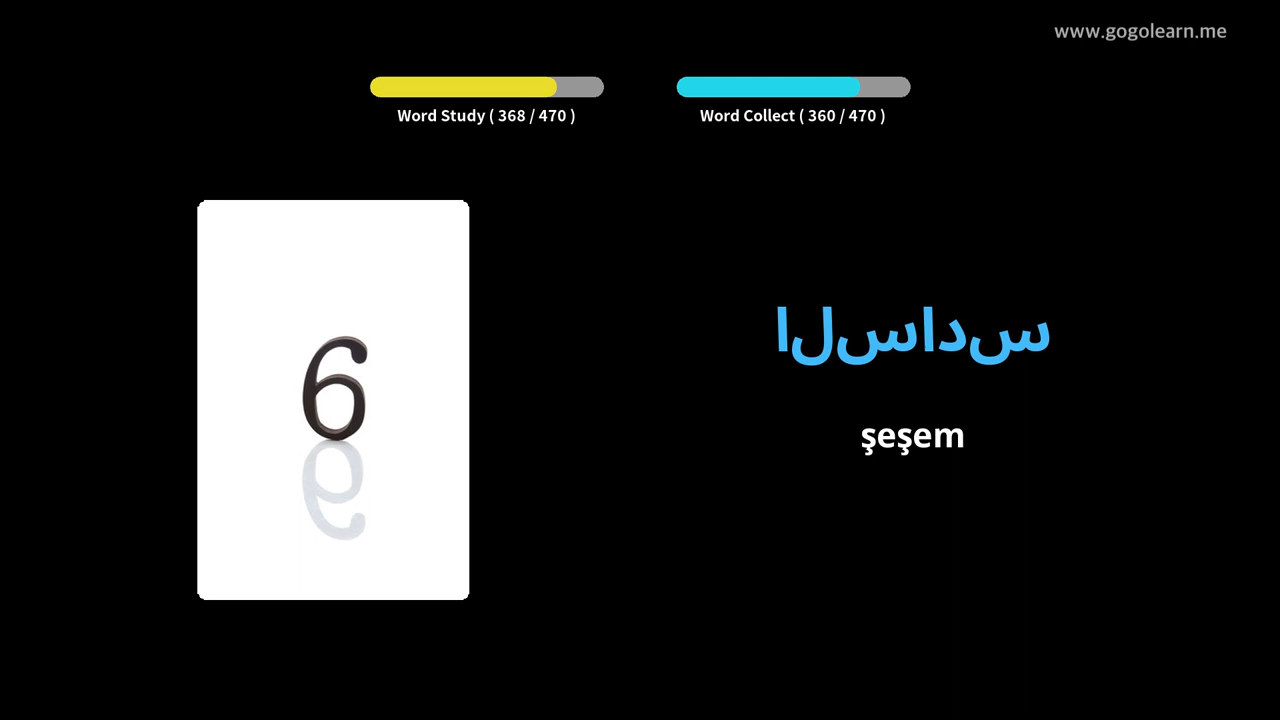 www.gogolearn.me
Word Study ( 368 / 470 )
Word Collect ( 360 / 470 )
6
السادس
şeşem